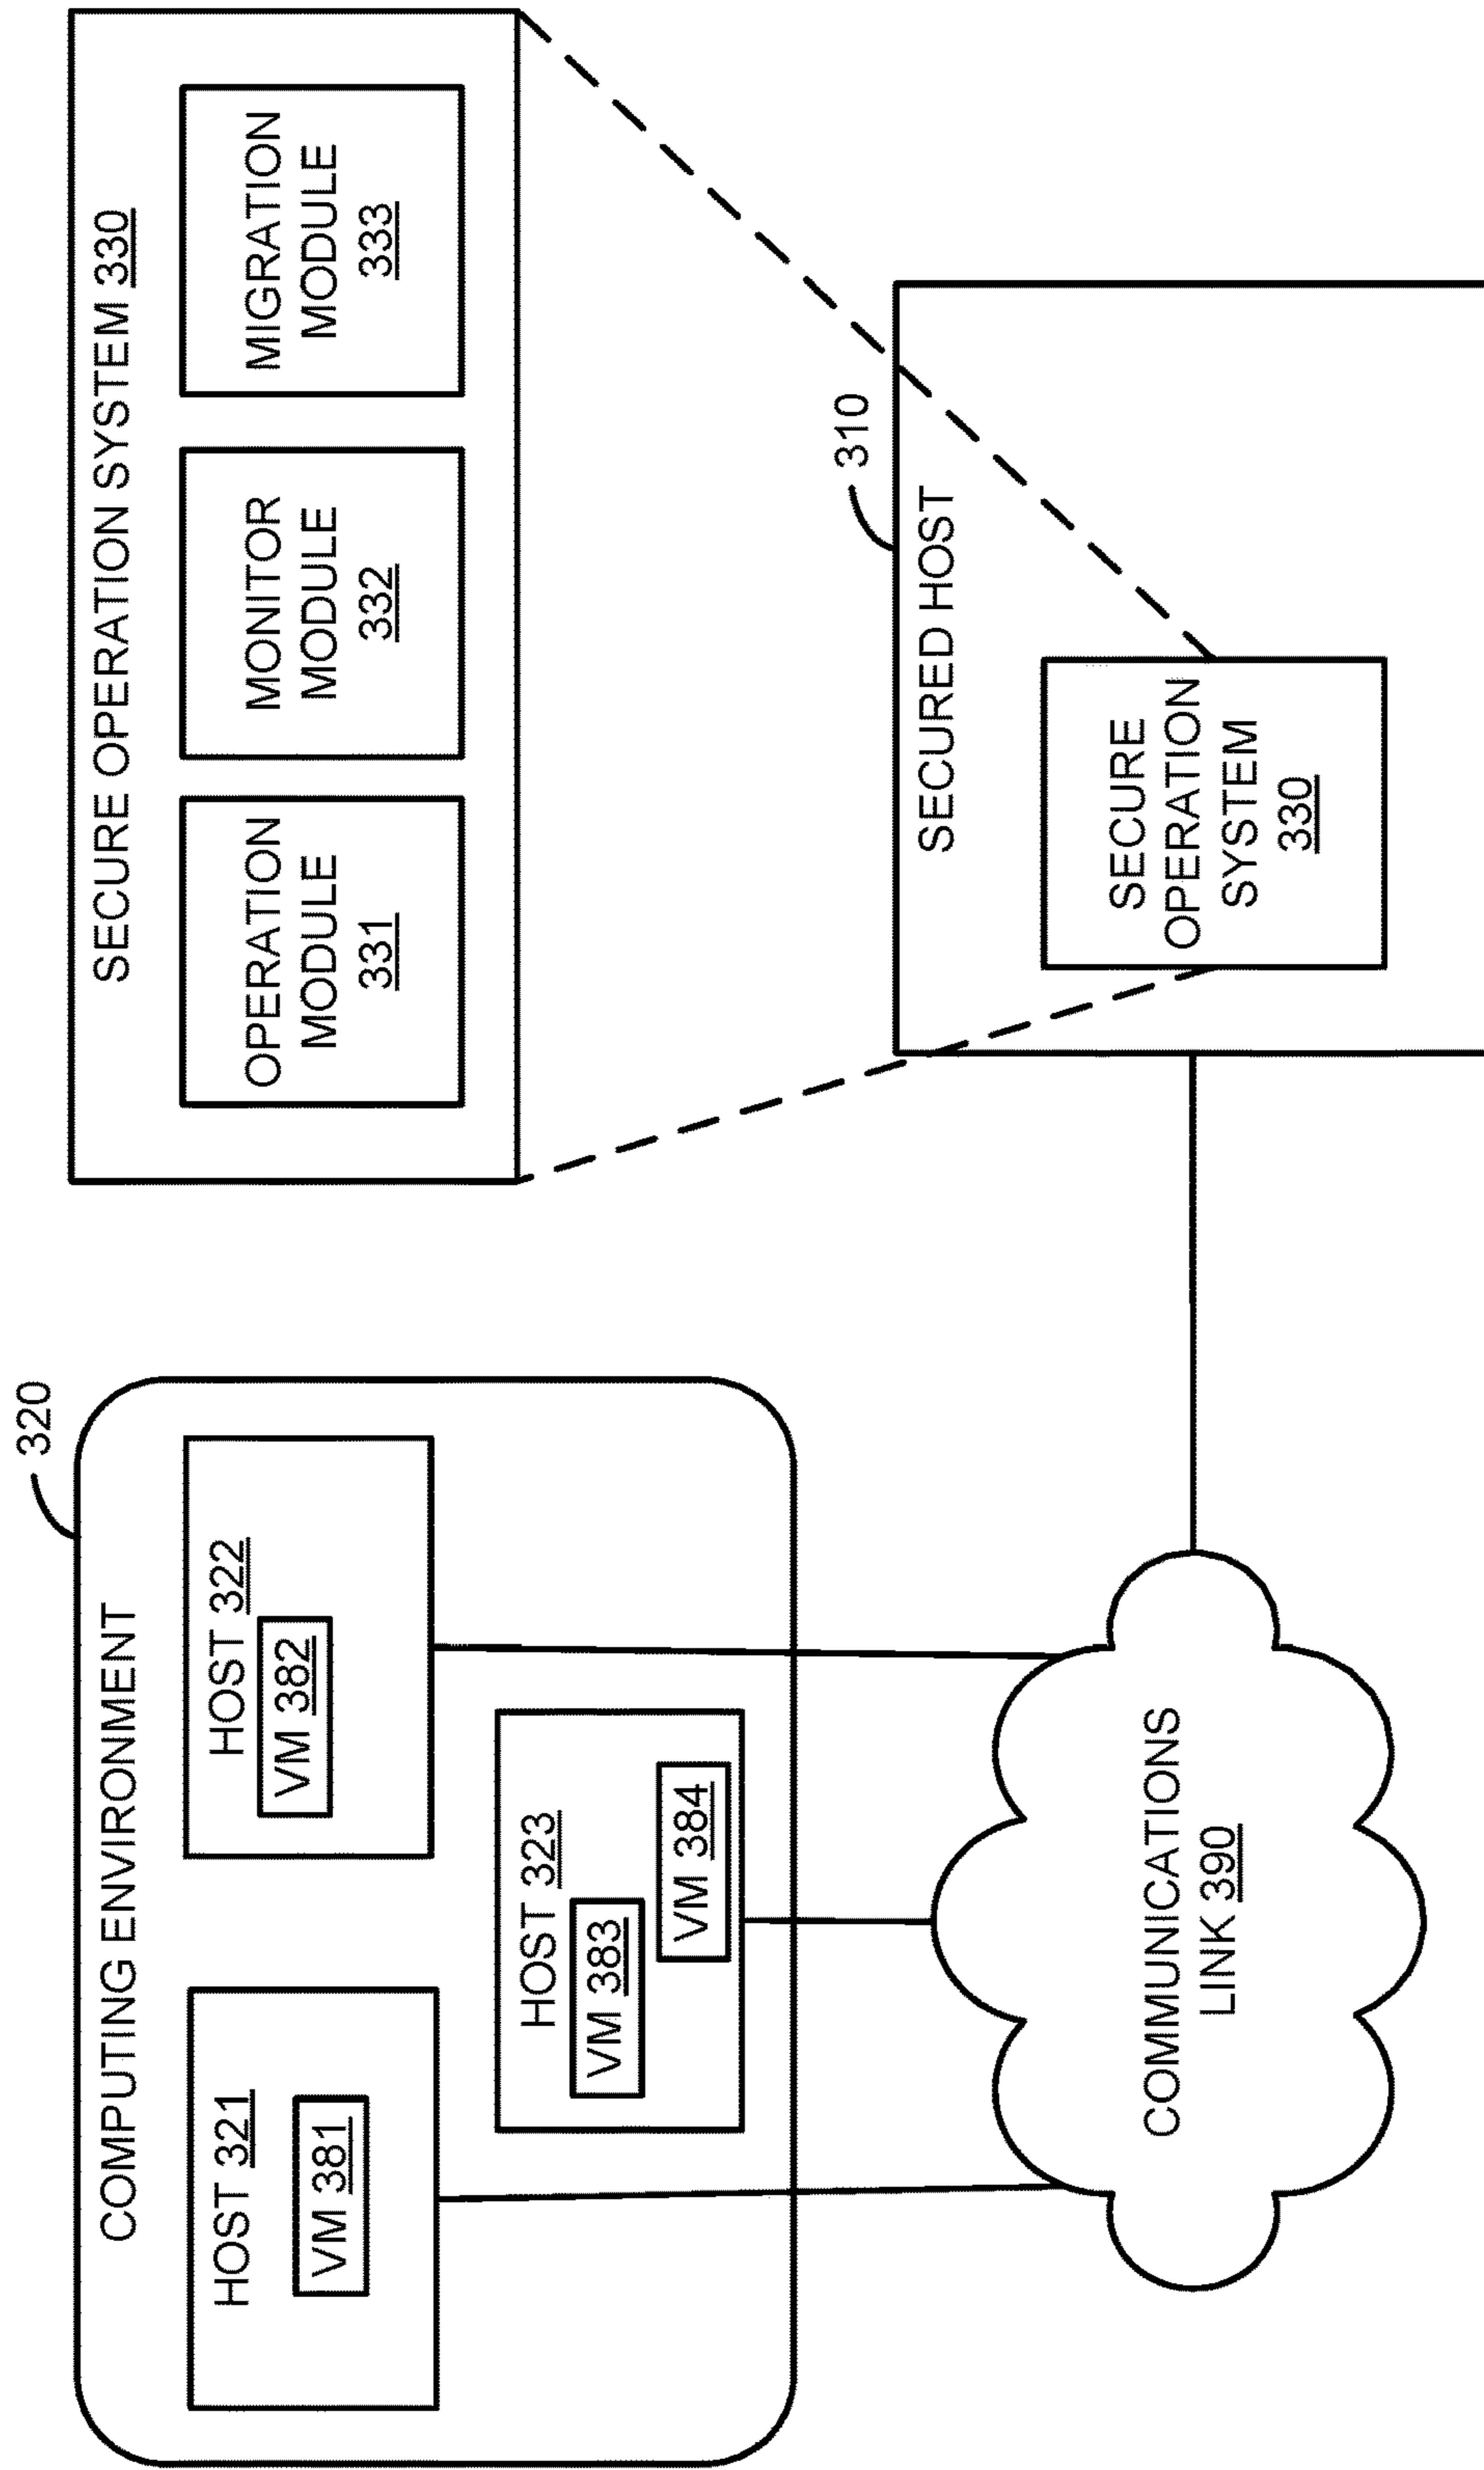 320
COMPUTING ENVIRONMENT
HOST 321
VM 381
HOST 322
VM 382
HOST 323
VM 383
VM 384
COMMUNICATIONS
LINK 390
SECURE OPERATION SYSTEM 330
OPERATION
MODULE
331
MONITOR
MODULE
332
MIGRATION
MODULE
333
310
SECURED HOST
SECURE
OPERATION
SYSTEM
330